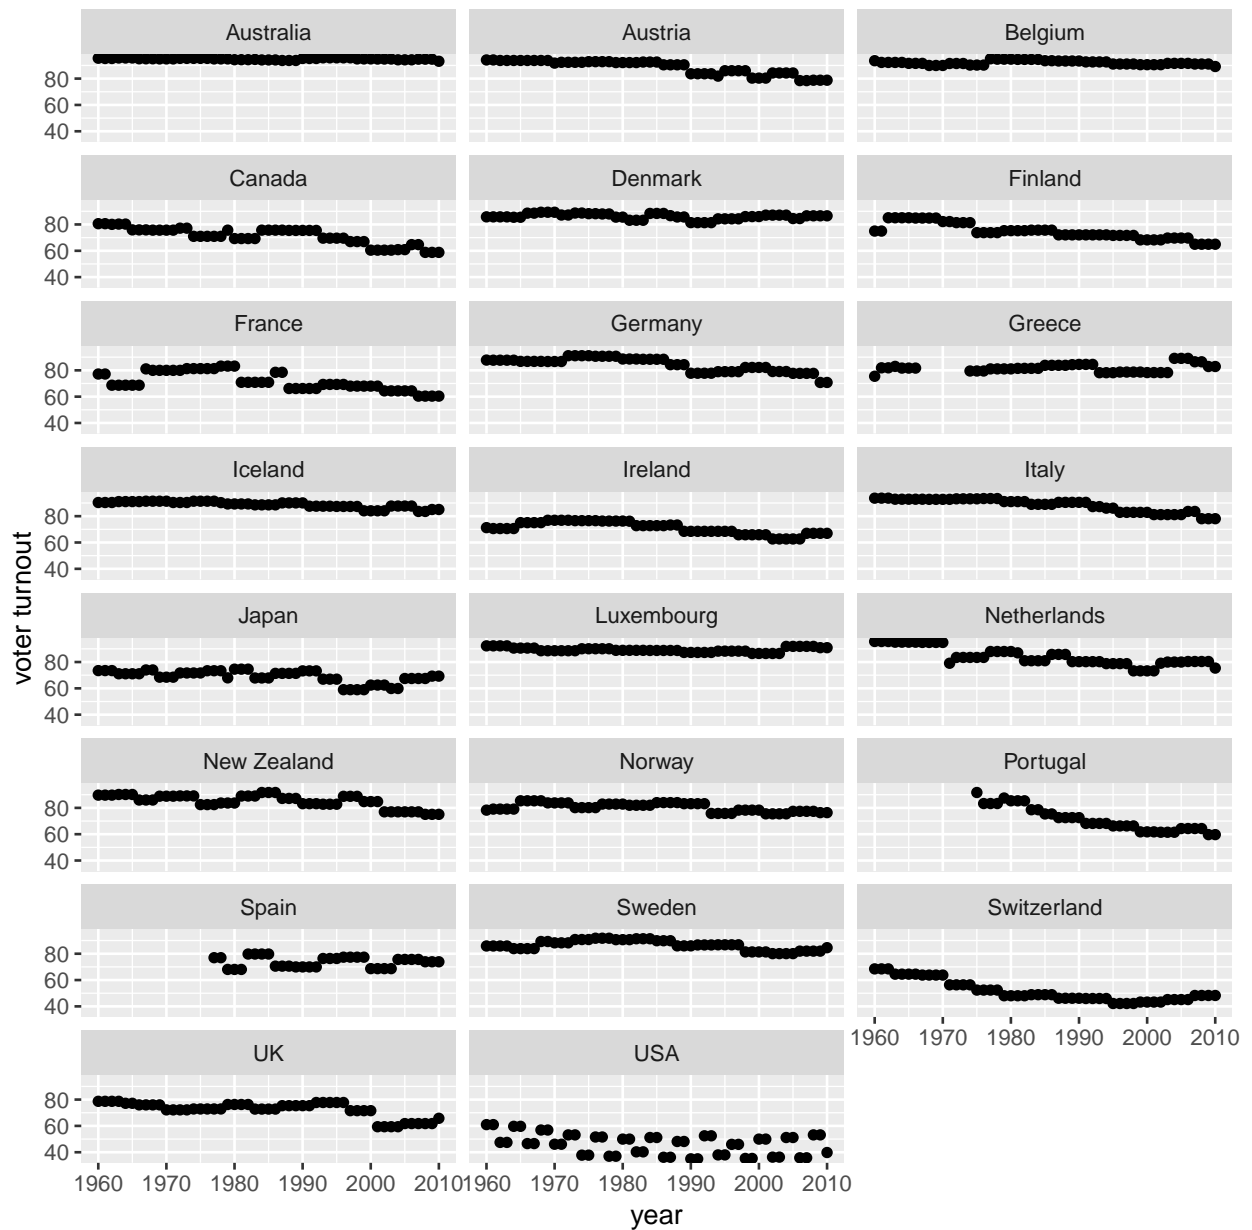 Australia Austria Belgium
80
60
40
Canada Denmark Finland
80
60
40
France Germany Greece
80
60
40
Iceland Ireland Italy
80
60
40
Japan Luxembourg Netherlands
80
60
40
New Zealand Norway Portugal
80
60
40
Spain Sweden Switzerland
80
60
40
1960 1970 1980 1990 2000 2010
UK USA
80
60
40
1960 1970 1980 1990 2000 2010 1960 1970 1980 1990 2000 2010
year
voter turnout